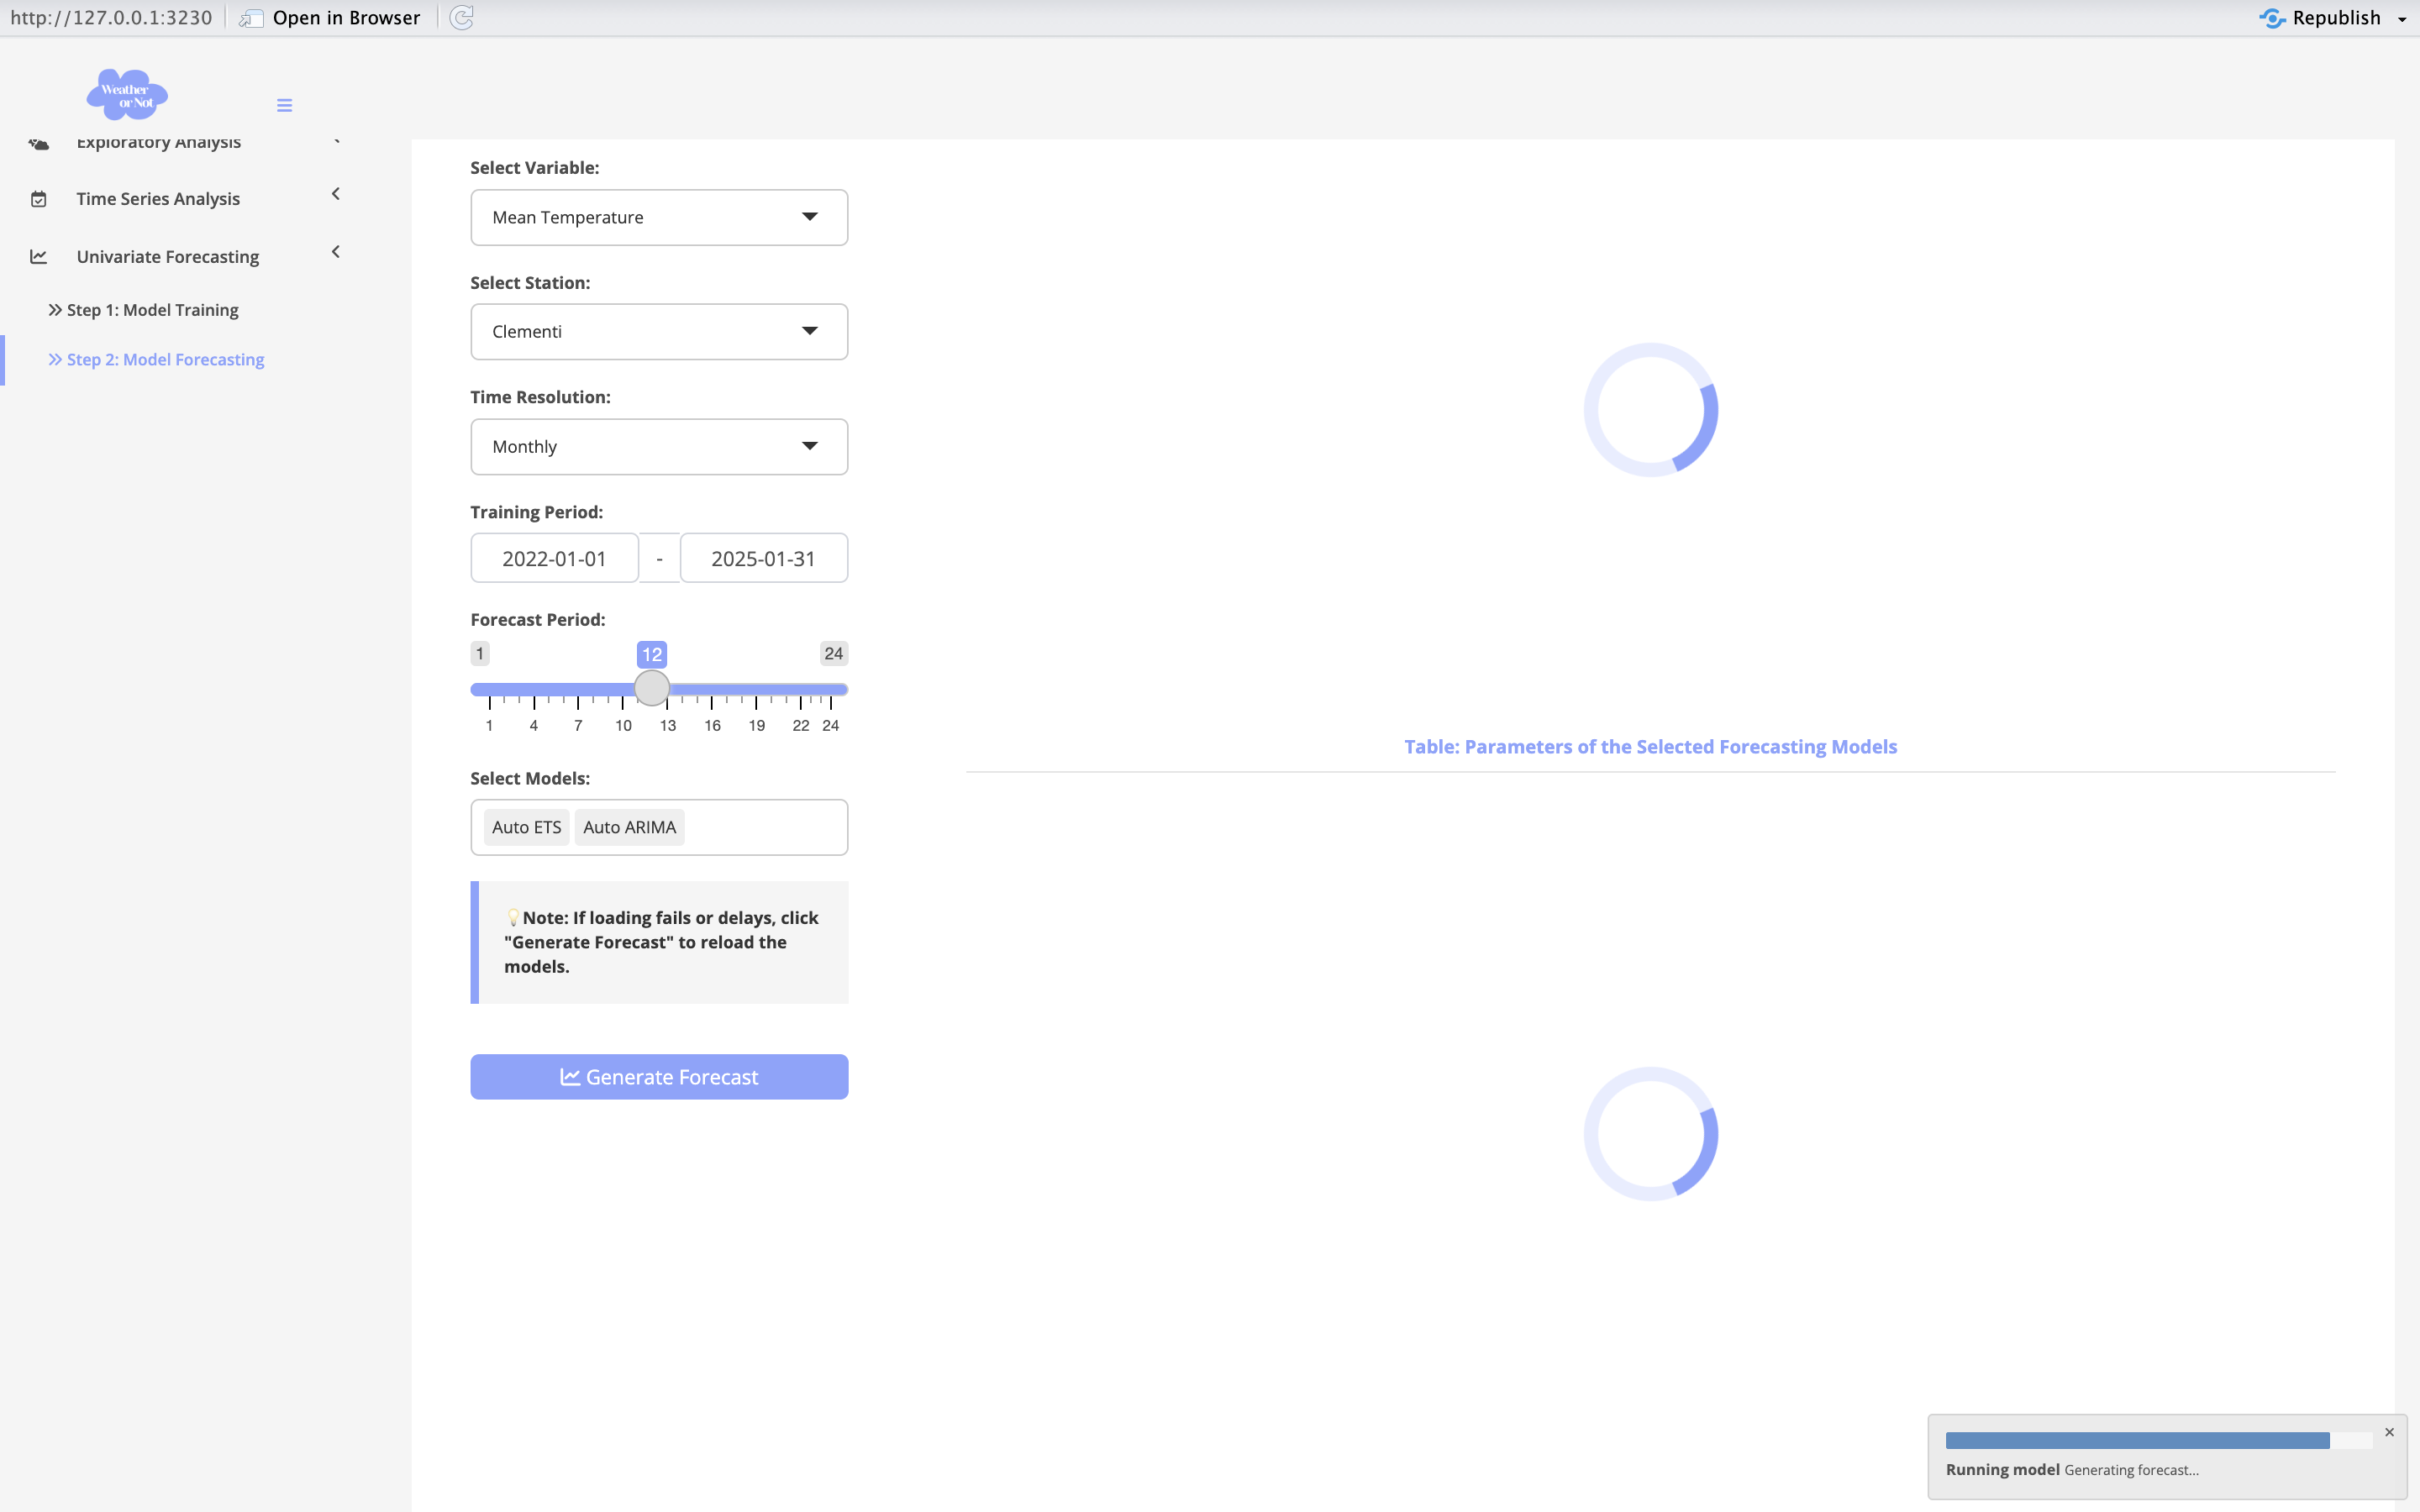 http://127.0.0.1:3230
Open in Browser
Republish
Weather
or Not
Exploratory Analysis
Time Series Analysis
Univariate Forecasting
Step 1: Model Training
Step 2: Model Forecasting
Select Variable:
Mean Temperature
Select Station:
Clementi
Time Resolution:
Monthly
Training Period:
2022-01-01 - 2025-01-31
Forecast Period:
1 12 24
1 4 7 10 13 16 19 22 24
Select Models:
Auto ETS Auto ARIMA
Note: If loading fails or delays, click
"Generate Forecast" to reload the
models.
Generate Forecast
Table: Parameters of the Selected Forecasting Models
Running model Generating forecast...